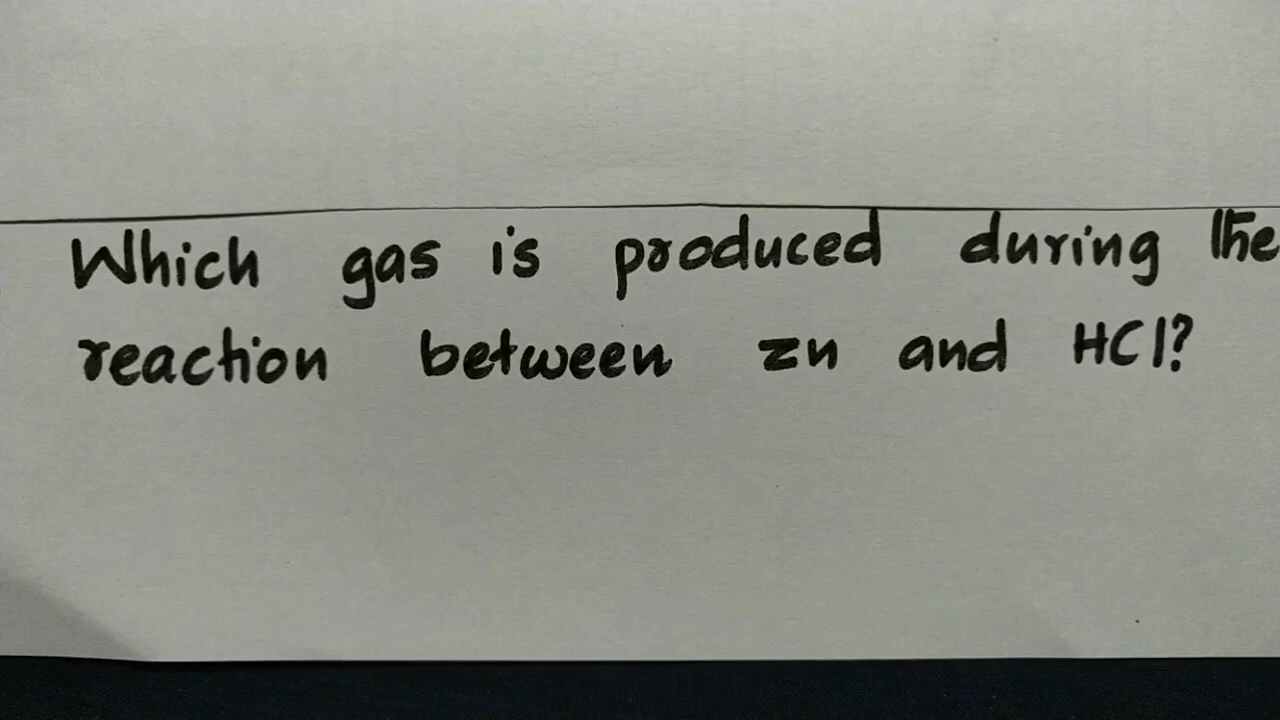 Which gas is produced during the
reaction between zn and HCl?